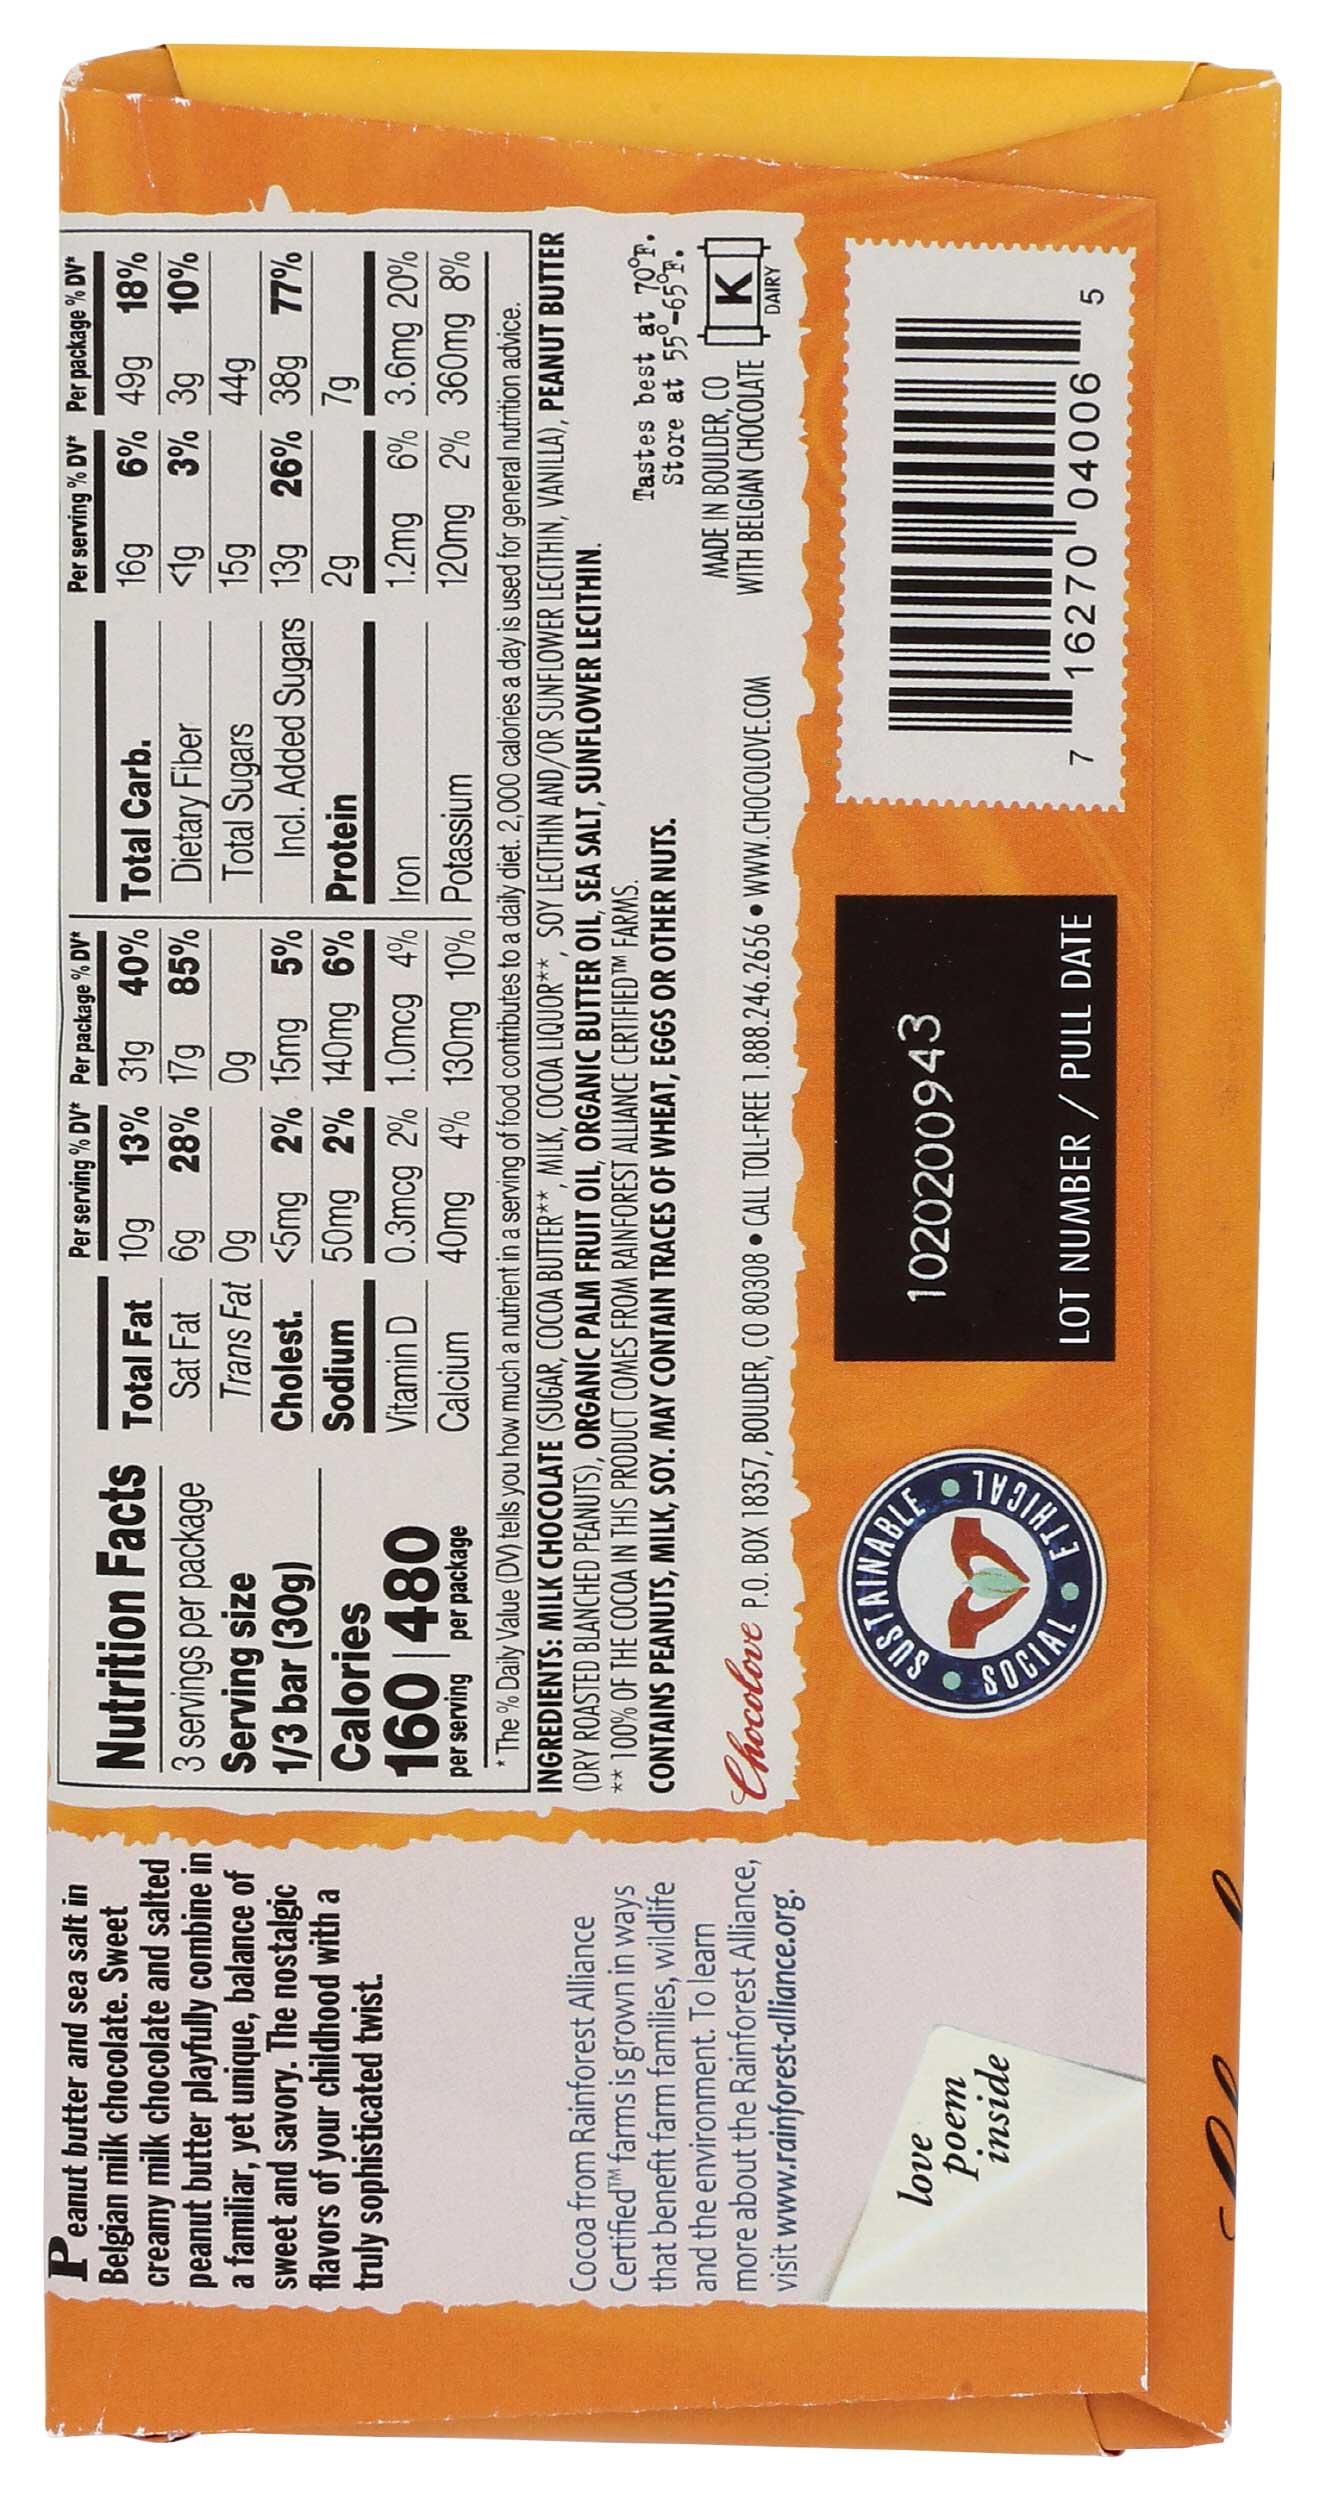 Peanut butter and sea salt in
Belgian milk chocolate. Sweet
creamy milk chocolate and salted
peanut butter playfully combine in
a familiar, yet unique, balance of
sweet and savory. The nostalgic
flavors of your childhood with a
truly sophisticated twist.
Cocoa from Rainforest Alliance
Certified™ farms is grown in ways
that benefit farm families, wildlife
and the environment. To learn
more about the Rainforest Alliance,
visit www.rainforest-alliance.org.
love
poem
inside
Nutrition Facts
3 servings per package
Serving size
1/3 bar (30g)
Calories
160 | 480
per serving per package
Per serving % DV* Per package % DV*
Total Fat 10g 13% 31g 40%
Sat Fat 6g 28% 17g 85%
Trans Fat 0g 0g
Cholest. <5mg 2% 15mg 5%
Sodium 50mg 2% 140mg 6%
Vitamin D 0.3mcg 2% 1.0mcg 4%
Calcium 40mg 4% 130mg 10%
Per serving % DV* Per package % DV*
Total Carb. 16g 6% 49g 18%
Dietary Fiber <1g 3% 3g 10%
Total Sugars 15g 44g
Incl. Added Sugars 13g 26% 38g 77%
Protein 2g 7g
Iron 1.2mg 6% 3.6mg 20%
Potassium 120mg 2% 360mg 8%
* The % Daily Value (DV) tells you how much a nutrient in a serving of food contributes to a daily diet. 2,000 calories a day is used for general nutrition advice.
INGREDIENTS: MILK CHOCOLATE (SUGAR, COCOA BUTTER**, MILK, COCOA LIQUOR**, SOY LECITHIN AND/OR SUNFLOWER LECITHIN, VANILLA), PEANUT BUTTER
(DRY ROASTED BLANCHED PEANUTS), ORGANIC PALM FRUIT OIL, ORGANIC BUTTER OIL, SEA SALT, SUNFLOWER LECITHIN.
** 100% OF THE COCOA IN THIS PRODUCT COMES FROM RAINFOREST ALLIANCE CERTIFIED™ FARMS.
CONTAINS PEANUTS, MILK, SOY. MAY CONTAIN TRACES OF WHEAT, EGGS OR OTHER NUTS.
Tastes best at 70°F.
Store at 55°–65°F.
MADE IN BOULDER, CO
WITH BELGIAN CHOCOLATE
K
DAIRY
Chocolove P.O. BOX 18357, BOULDER, CO 80308 • CALL TOLL-FREE 1.888.246.2656 • WWW.CHOCOLOVE.COM
SUSTAINABLE • ETHICAL • SOCIAL •
1020200943
LOT NUMBER / PULL DATE
7 16270 04006 5